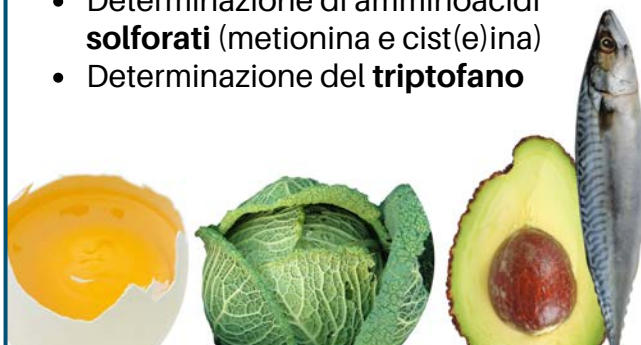 • Determinazione di amminoacidi
solforati (metionina e cist(e)ina)
• Determinazione del triptofano